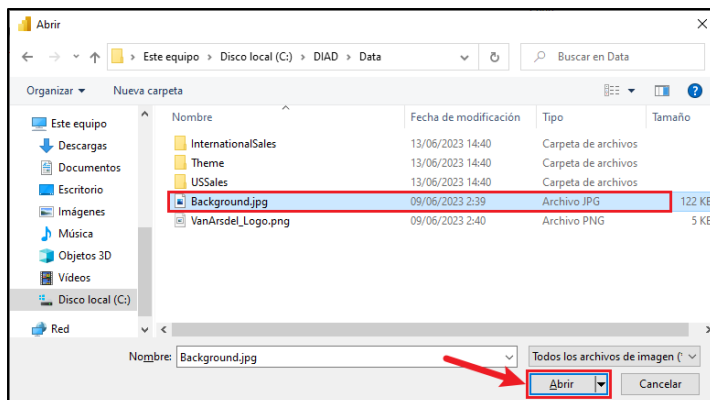 Abrir
Este equipo > Disco local (C:) > DIAD > Data
Buscar en Data
Organizar Nueva carpeta
Nombre Fecha de modificación Tipo Tamaño
Este equipo
Descargas
Documentos
Escritorio
Imágenes
Música
Objetos 3D
Vídeos
Disco local (C:)
Red
InternationalSales 13/06/2023 14:40 Carpeta de archivos
Theme 13/06/2023 14:40 Carpeta de archivos
USSales 13/06/2023 14:40 Carpeta de archivos
Background.jpg 09/06/2023 2:39 Archivo JPG 122 KB
VanArsdel_Logo.png 09/06/2023 2:40 Archivo PNG 5 KB
Nombre: Background.jpg
Todos los archivos de imagen (*
Abrir Cancelar